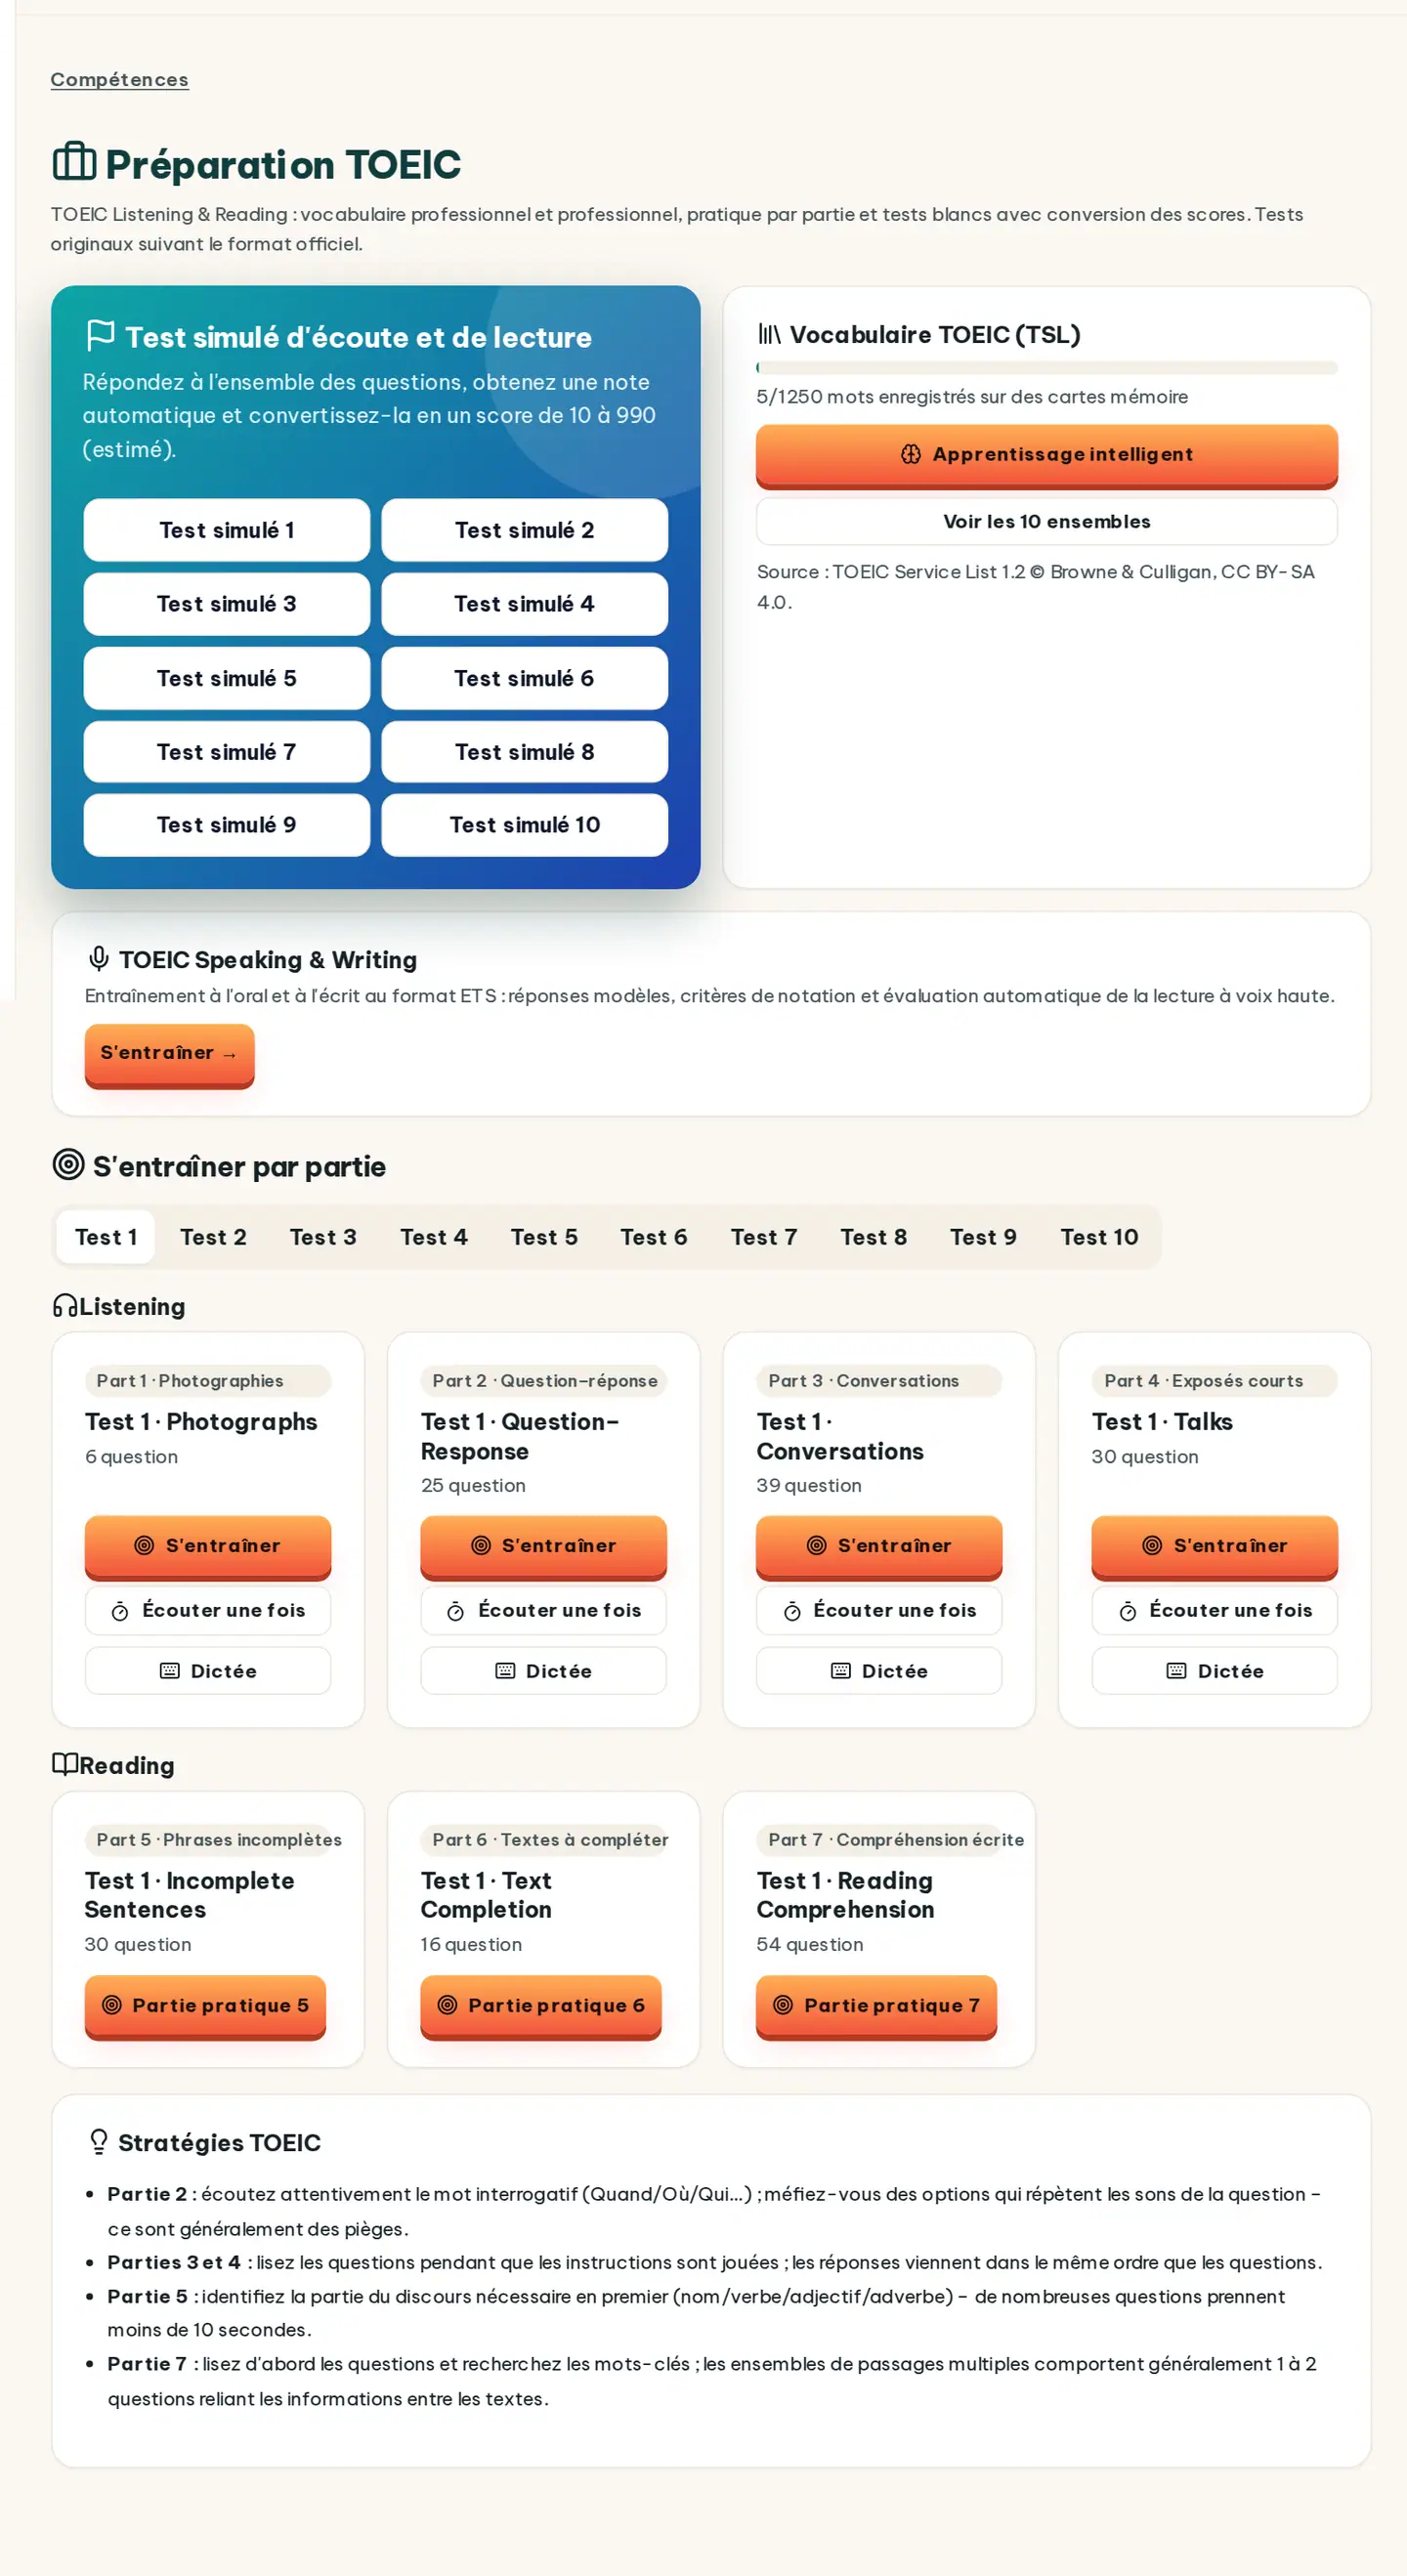 Compétences
Préparation TOEIC
TOEIC Listening & Reading : vocabulaire professionnel et professionnel, pratique par partie et tests blancs avec conversion des scores. Tests
originaux suivant le format officiel.
Test simulé d'écoute et de lecture
Répondez à l'ensemble des questions, obtenez une note
automatique et convertissez-la en un score de 10 à 990
(estimé).
Test simulé 1
Test simulé 2
Test simulé 3
Test simulé 4
Test simulé 5
Test simulé 6
Test simulé 7
Test simulé 8
Test simulé 9
Test simulé 10
Vocabulaire TOEIC (TSL)
5/1250 mots enregistrés sur des cartes mémoire
Apprentissage intelligent
Voir les 10 ensembles
Source : TOEIC Service List 1.2 © Browne & Culligan, CC BY-SA
4.0.
TOEIC Speaking & Writing
Entraînement à l'oral et à l'écrit au format ETS : réponses modèles, critères de notation et évaluation automatique de la lecture à voix haute.
S'entraîner →
S'entraîner par partie
Test 1 Test 2 Test 3 Test 4 Test 5 Test 6 Test 7 Test 8 Test 9 Test 10
Listening
Part 1 · Photographies
Test 1 · Photographs
6 question
S'entraîner
Écouter une fois
Dictée
Part 2 · Question–réponse
Test 1 · Question–
Response
25 question
S'entraîner
Écouter une fois
Dictée
Part 3 · Conversations
Test 1 ·
Conversations
39 question
S'entraîner
Écouter une fois
Dictée
Part 4 · Exposés courts
Test 1 · Talks
30 question
S'entraîner
Écouter une fois
Dictée
Reading
Part 5 · Phrases incomplètes
Test 1 · Incomplete
Sentences
30 question
Partie pratique 5
Part 6 · Textes à compléter
Test 1 · Text
Completion
16 question
Partie pratique 6
Part 7 · Compréhension écrite
Test 1 · Reading
Comprehension
54 question
Partie pratique 7
Stratégies TOEIC
• Partie 2 : écoutez attentivement le mot interrogatif (Quand/Où/Qui...) ; méfiez-vous des options qui répètent les sons de la question –
ce sont généralement des pièges.
• Parties 3 et 4 : lisez les questions pendant que les instructions sont jouées ; les réponses viennent dans le même ordre que les questions.
• Partie 5 : identifiez la partie du discours nécessaire en premier (nom/verbe/adjectif/adverbe) – de nombreuses questions prennent
moins de 10 secondes.
• Partie 7 : lisez d'abord les questions et recherchez les mots-clés ; les ensembles de passages multiples comportent généralement 1 à 2
questions reliant les informations entre les textes.